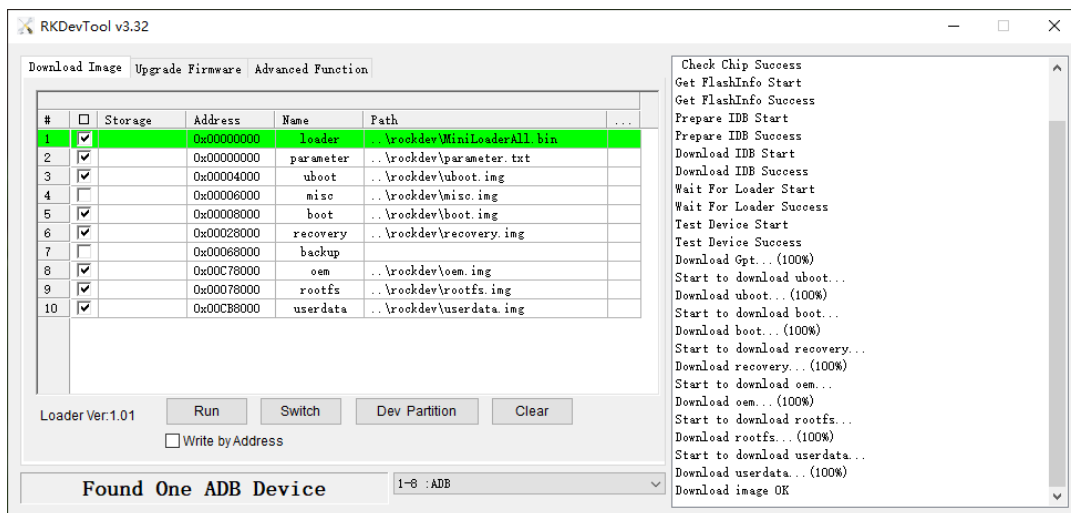 RKDevTool v3.32
Download Image Upgrade Firmware Advanced Function
# Storage Address Name Path ...
1 0x00000000 loader ..\rockdev\MiniLoaderAll.bin
2 0x00000000 parameter ..\rockdev\parameter.txt
3 0x00004000 uboot ..\rockdev\uboot.img
4 0x00006000 misc ..\rockdev\misc.img
5 0x00008000 boot ..\rockdev\boot.img
6 0x00028000 recovery ..\rockdev\recovery.img
7 0x00068000 backup
8 0x00C78000 oem ..\rockdev\oem.img
9 0x00078000 rootfs ..\rockdev\rootfs.img
10 0x00CB8000 userdata ..\rockdev\userdata.img
Loader Ver:1.01 Run Switch Dev Partition Clear
Write by Address
Found One ADB Device 1-8 :ADB
Check Chip Success
Get FlashInfo Start
Get FlashInfo Success
Prepare IDB Start
Prepare IDB Success
Download IDB Start
Download IDB Success
Wait For Loader Start
Wait For Loader Success
Test Device Start
Test Device Success
Download Gpt...(100%)
Start to download uboot...
Download uboot...(100%)
Start to download boot...
Download boot...(100%)
Start to download recovery...
Download recovery...(100%)
Start to download oem...
Download oem...(100%)
Start to download rootfs...
Download rootfs...(100%)
Start to download userdata...
Download userdata...(100%)
Download image OK